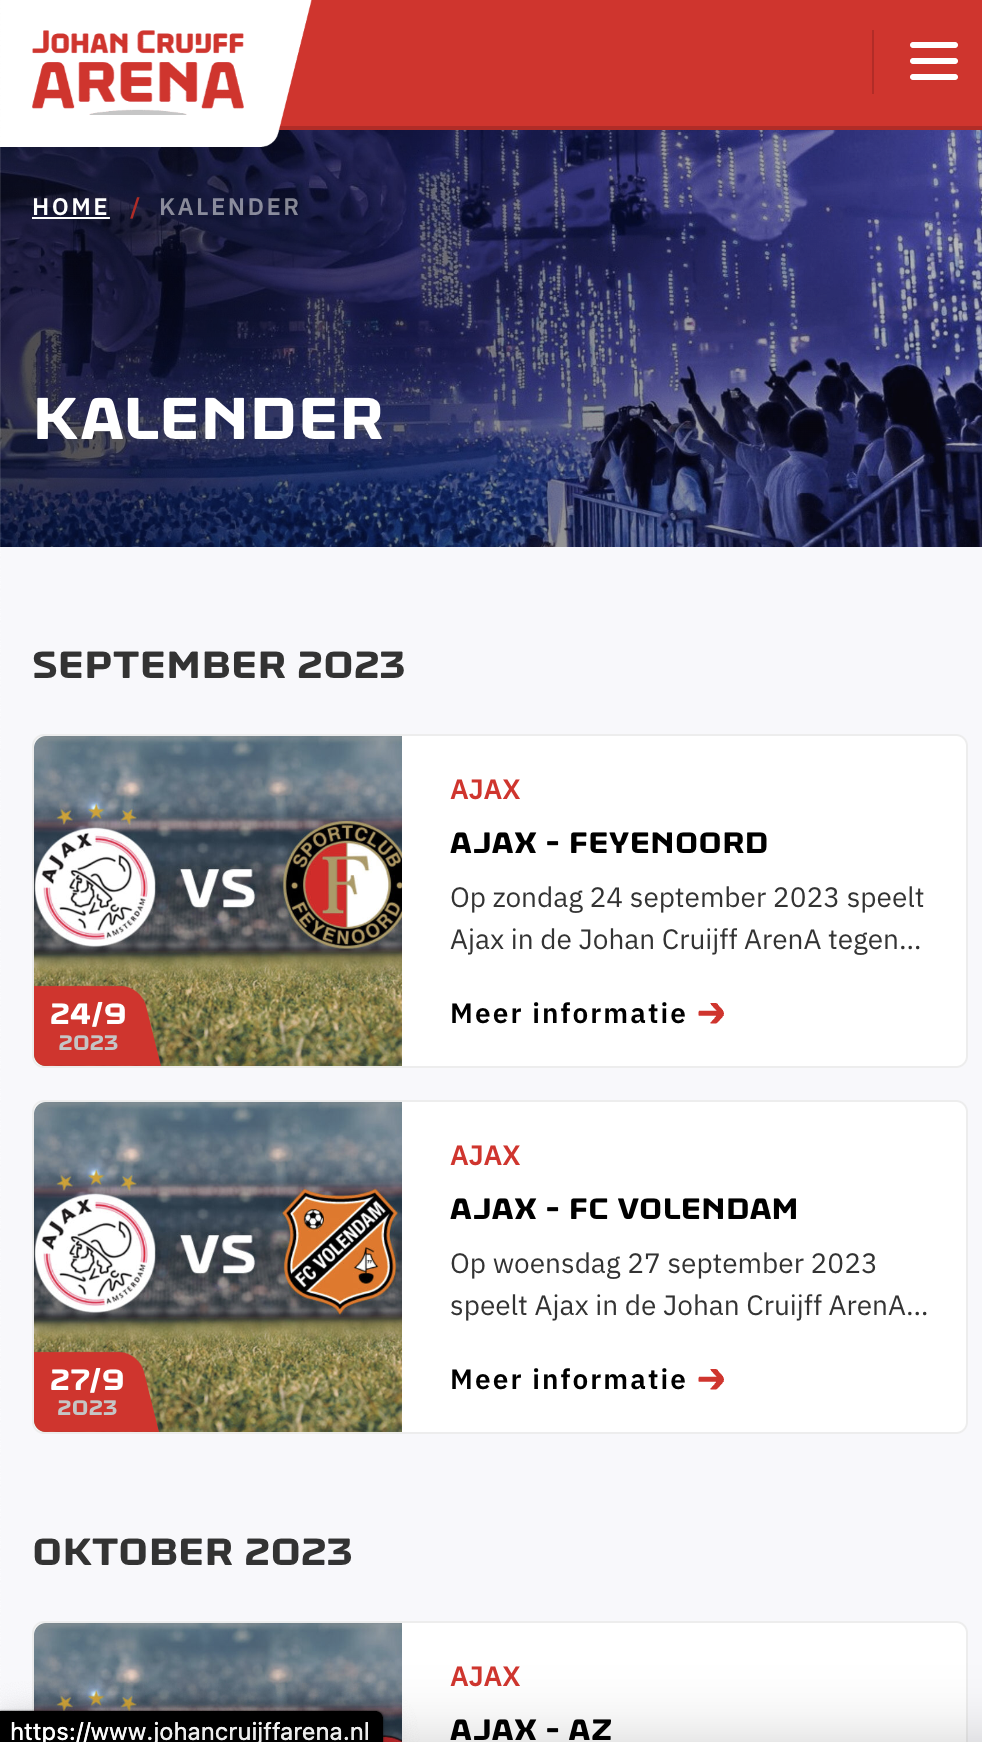 JOHAN CRUIJFF
ARENA
HOME / KALENDER
KALENDER
SEPTEMBER 2023
AJAX
AMSTERDAM
VS
SPORTCLUB
F
FEYENOORD
24/9
2023
AJAX
AJAX - FEYENOORD
Op zondag 24 september 2023 speelt
Ajax in de Johan Cruijff ArenA tegen...
Meer informatie
AJAX
AMSTERDAM
VS
FC VOLENDAM
27/9
2023
AJAX
AJAX - FC VOLENDAM
Op woensdag 27 september 2023
speelt Ajax in de Johan Cruijff ArenA...
Meer informatie
OKTOBER 2023
AJAX
AJAX - AZ
https://www.johancruijffarena.nl